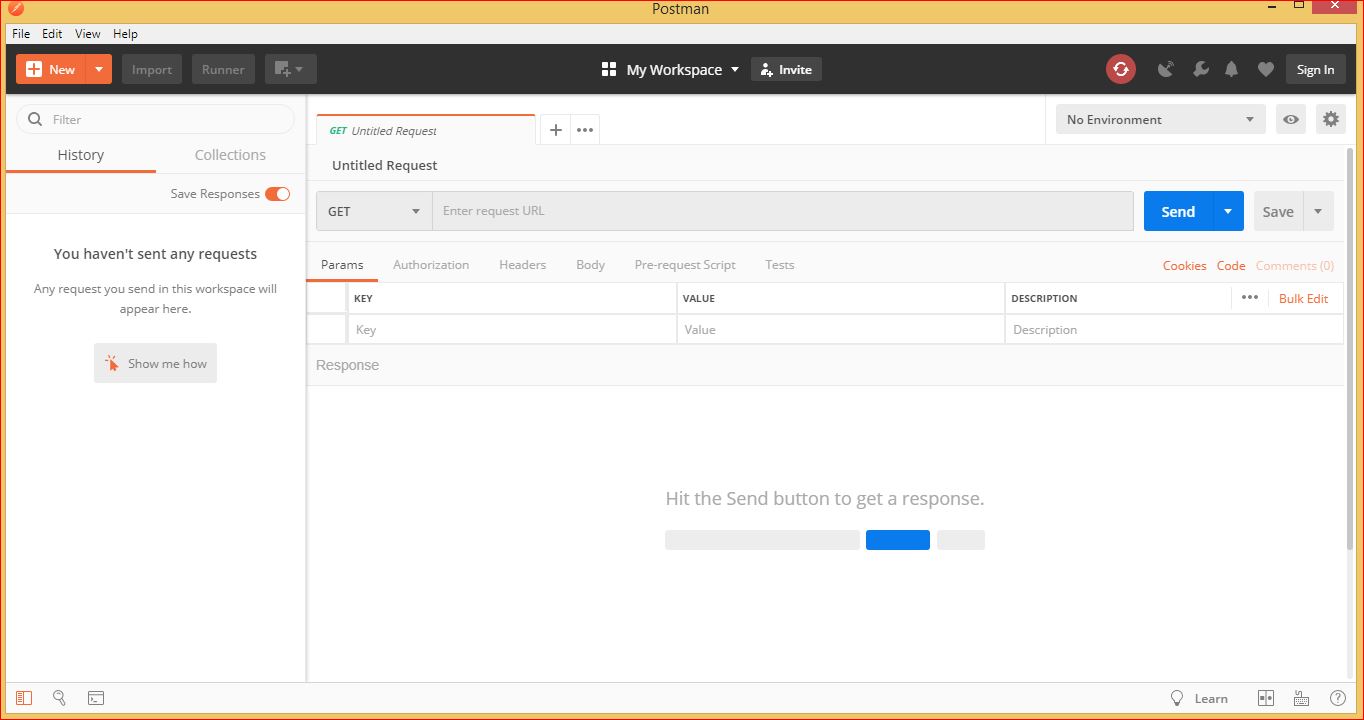 Postman
File Edit View Help
New Import Runner My Workspace Invite Sign In
Filter
History Collections
Save Responses
You haven't sent any requests
Any request you send in this workspace will
appear here.
Show me how
GET Untitled Request
No Environment
Untitled Request
GET Enter request URL Send Save
Params Authorization Headers Body Pre-request Script Tests Cookies Code Comments (0)
KEY VALUE DESCRIPTION Bulk Edit
Key Value Description
Response
Hit the Send button to get a response.
Learn